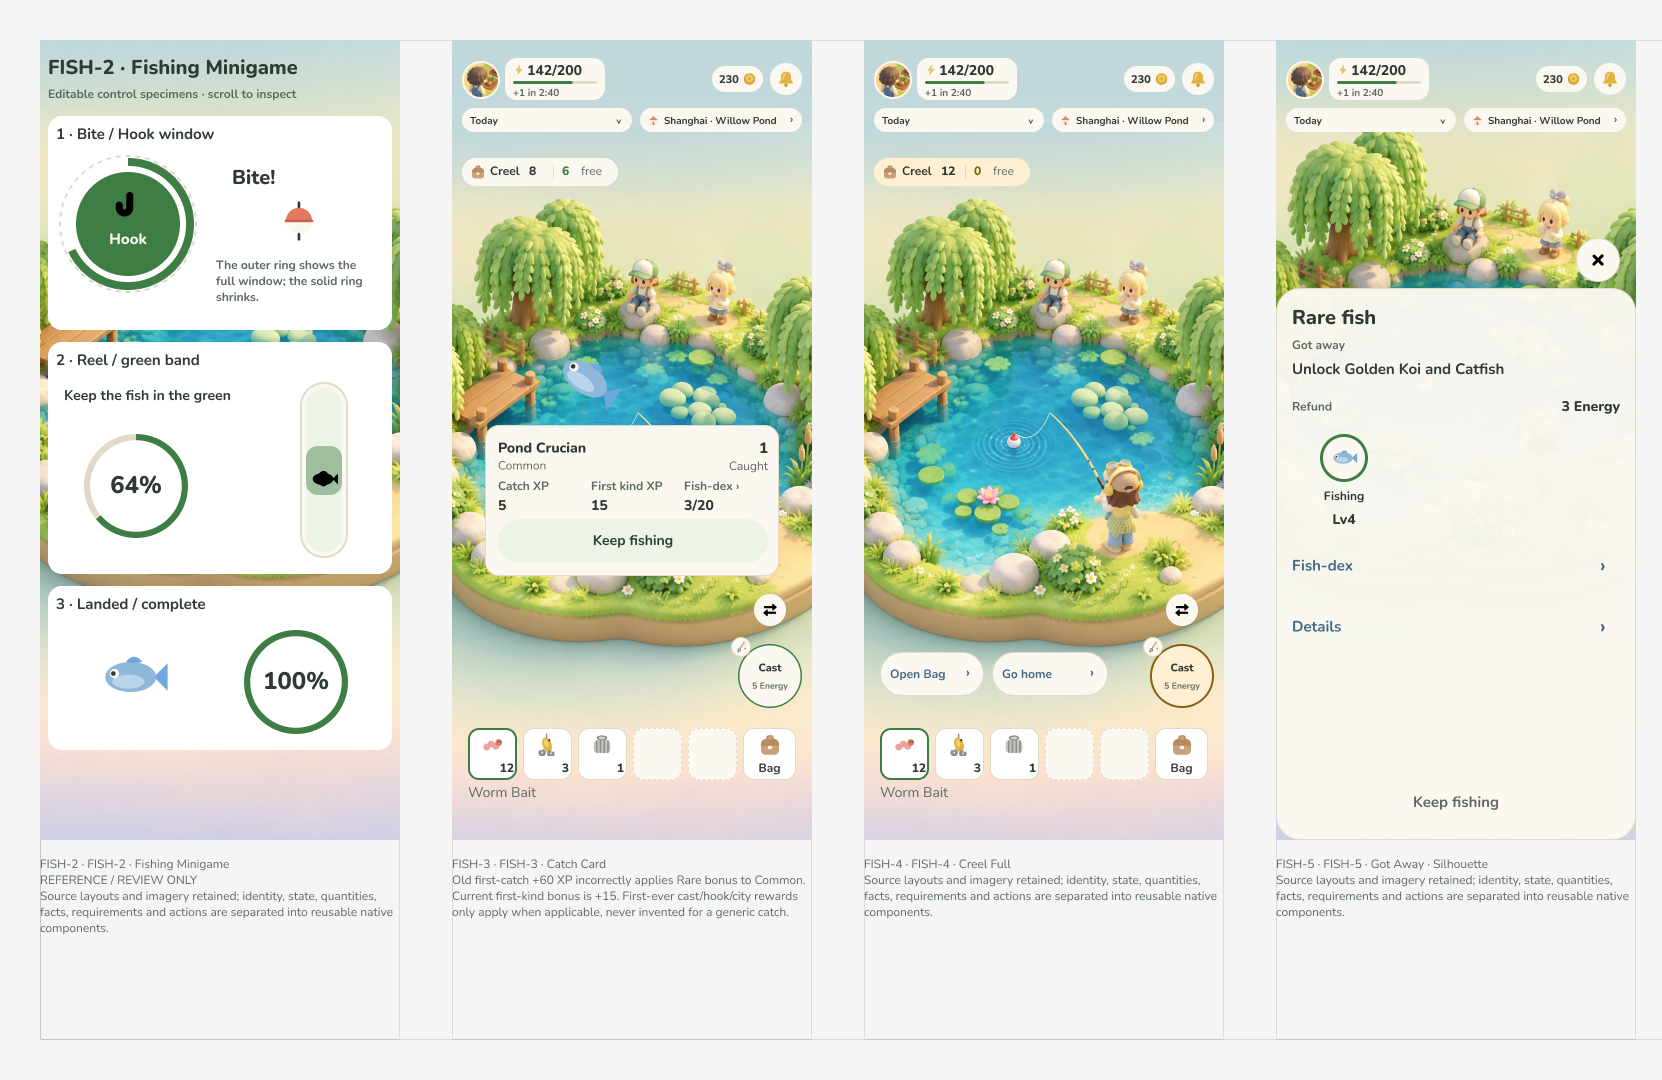 FISH-2 · Fishing Minigame
Editable control specimens · scroll to inspect
1 · Bite / Hook window
Hook
Bite!
The outer ring shows the
full window; the solid ring
shrinks.
2 · Reel / green band
Keep the fish in the green
64%
3 · Landed / complete
100%
FISH-2 · FISH-2 · Fishing Minigame
REFERENCE / REVIEW ONLY
Source layouts and imagery retained; identity, state, quantities,
facts, requirements and actions are separated into reusable native
components.
142/200
+1 in 2:40
230
Today
Shanghai · Willow Pond ›
Creel 8 6 free
Pond Crucian 1
Common Caught
Catch XP First kind XP Fish-dex ›
5 15 3/20
Keep fishing
Cast
5 Energy
12 3 1 Bag
Worm Bait
FISH-3 · FISH-3 · Catch Card
Old first-catch +60 XP incorrectly applies Rare bonus to Common.
Current first-kind bonus is +15. First-ever cast/hook/city rewards
only apply when applicable, never invented for a generic catch.
142/200
+1 in 2:40
230
Today
Shanghai · Willow Pond ›
Creel 12 0 free
Open Bag ›
Go home ›
Cast
5 Energy
12 3 1 Bag
Worm Bait
FISH-4 · FISH-4 · Creel Full
Source layouts and imagery retained; identity, state, quantities,
facts, requirements and actions are separated into reusable native
components.
142/200
+1 in 2:40
230
Today
Shanghai · Willow Pond ›
Rare fish
Got away
Unlock Golden Koi and Catfish
Refund 3 Energy
Fishing
Lv4
Fish-dex ›
Details ›
Keep fishing
FISH-5 · FISH-5 · Got Away · Silhouette
Source layouts and imagery retained; identity, state, quantities,
facts, requirements and actions are separated into reusable native
components.